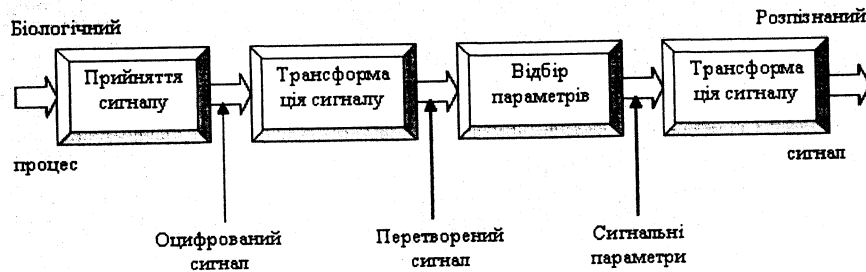 Біологічний
Розпізнаний
Прийняття
сигналу
Трансформа
ція сигналу
Відбір
параметрів
Трансформа
ція сигналу
процес
сигнал
Оцифрований
сигнал
Перетворений
сигнал
Сигнальні
параметри